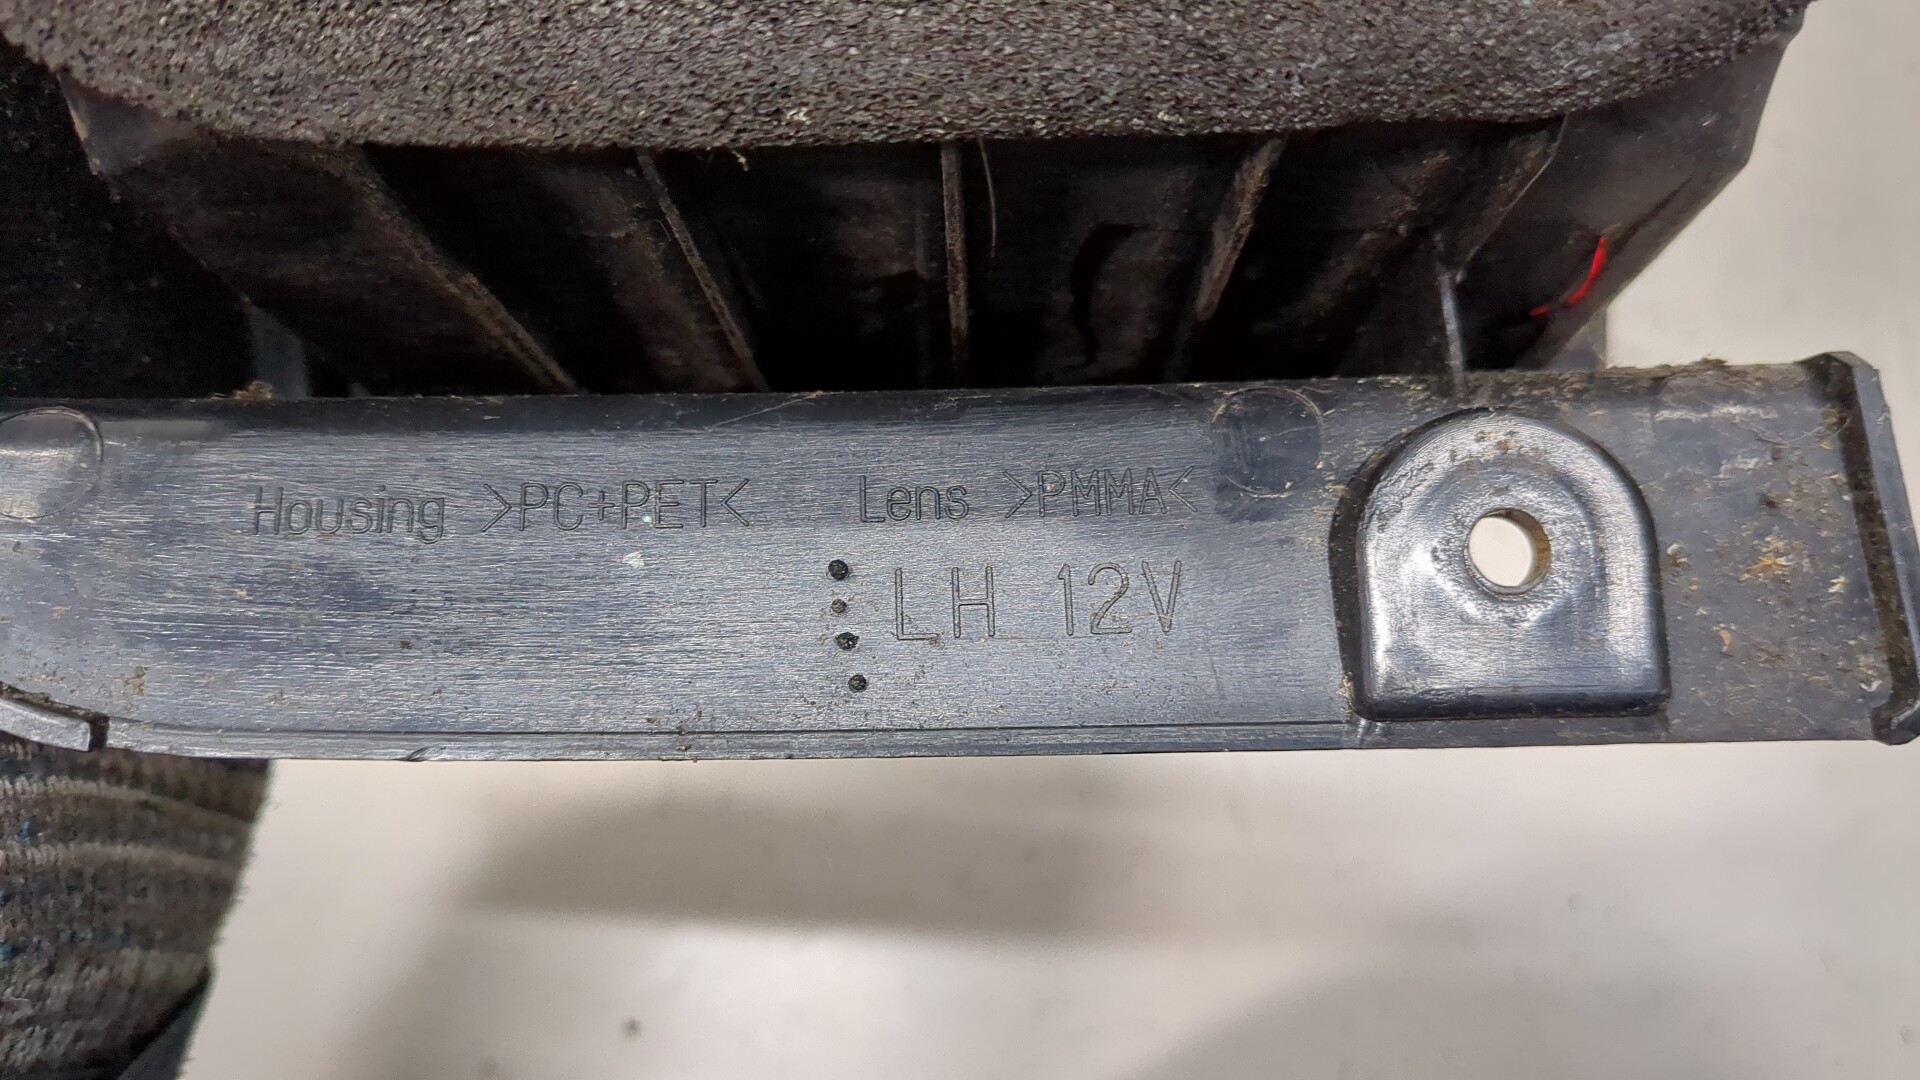 Housing >PC+PET< Lens >PMMA<
LH 12V